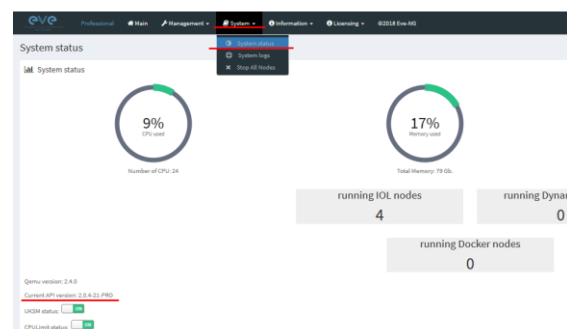 eve
Professional Main Management System Information Licensing ©2018 Eve-NG
System status
System status
System logs
Stop All Nodes
System status
9%
CPU used
Number of CPU: 24
17%
Memory used
Total Memory: 79 Gb.
running IOL nodes
4
running Dynam
0
running Docker nodes
0
Qemu version: 2.4.0
Current API version: 2.0.4-21-PRO
UKSM status: ON
CPULimit status: ON